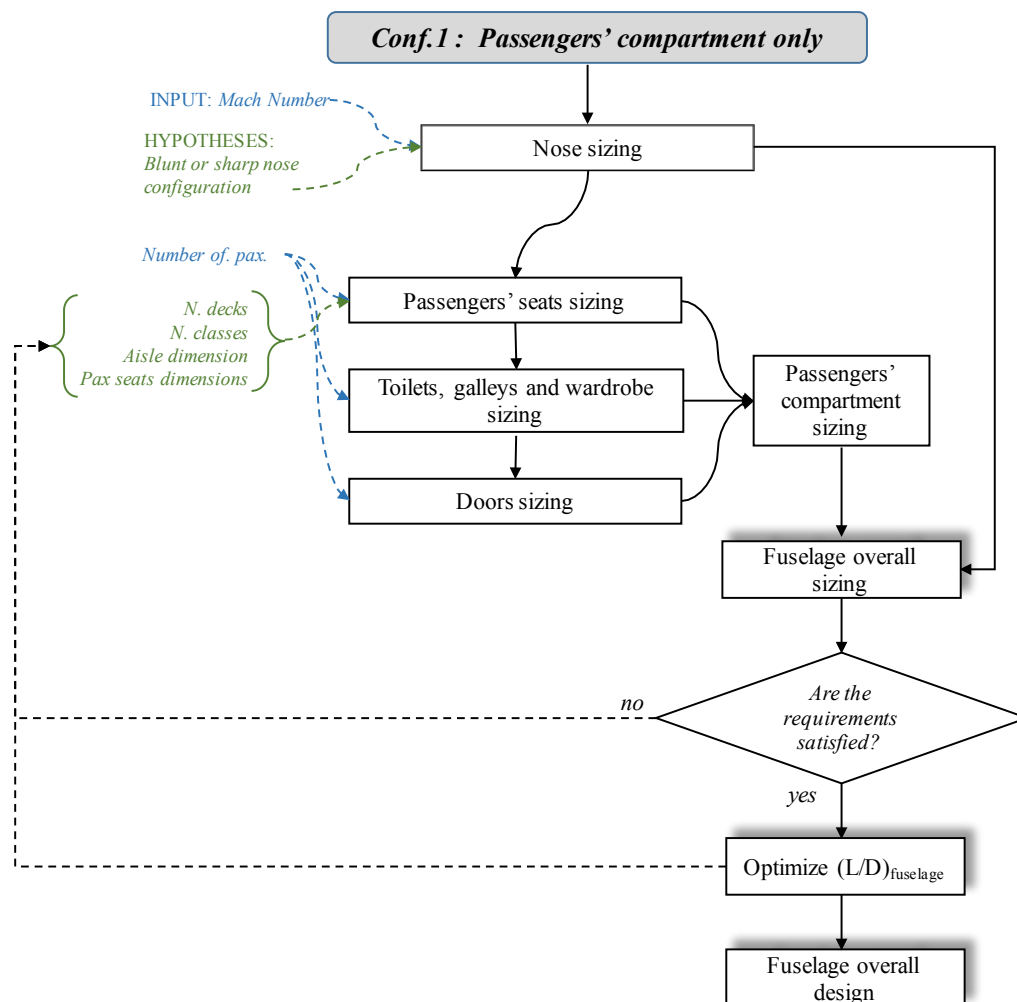 Conf.1 : Passengers’ compartment only
INPUT: Mach Number
HYPOTHESES:
Blunt or sharp nose
configuration
Nose sizing
Number of. pax.
N. decks
N. classes
Aisle dimension
Pax seats dimensions
Passengers’ seats sizing
Toilets, galleys and wardrobe
sizing
Doors sizing
Passengers’
compartment
sizing
Fuselage overall
sizing
Are the
requirements
satisfied?
no
yes
Optimize (L/D)fuselage
Fuselage overall
design